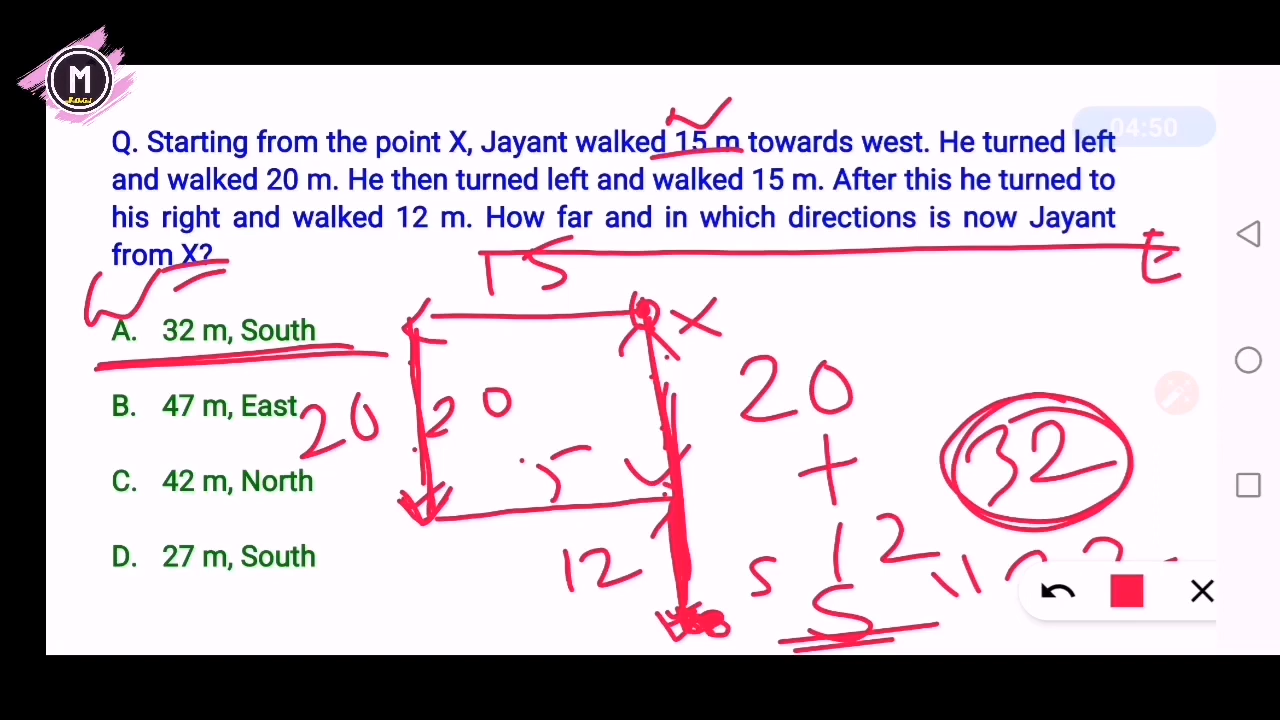 M
04:50
Q. Starting from the point X, Jayant walked 15 m towards west. He turned left
and walked 20 m. He then turned left and walked 15 m. After this he turned to
his right and walked 12 m. How far and in which directions is now Jayant
from X?
15
E
A. 32 m, South
X
B. 47 m, East
20
20
20
+
12
32
C. 42 m, North
15
D. 27 m, South
12
S
S